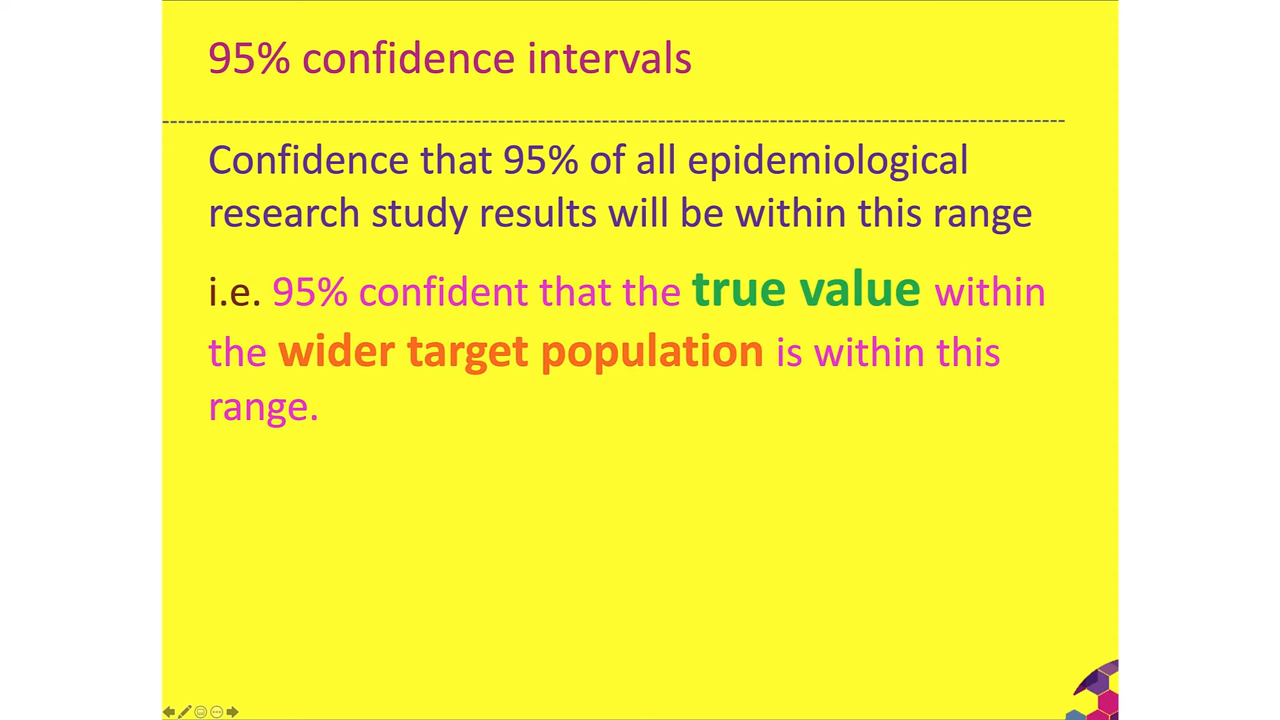 95% confidence intervals
Confidence that 95% of all epidemiological
research study results will be within this range
i.e. 95% confident that the true value within
the wider target population is within this
range.